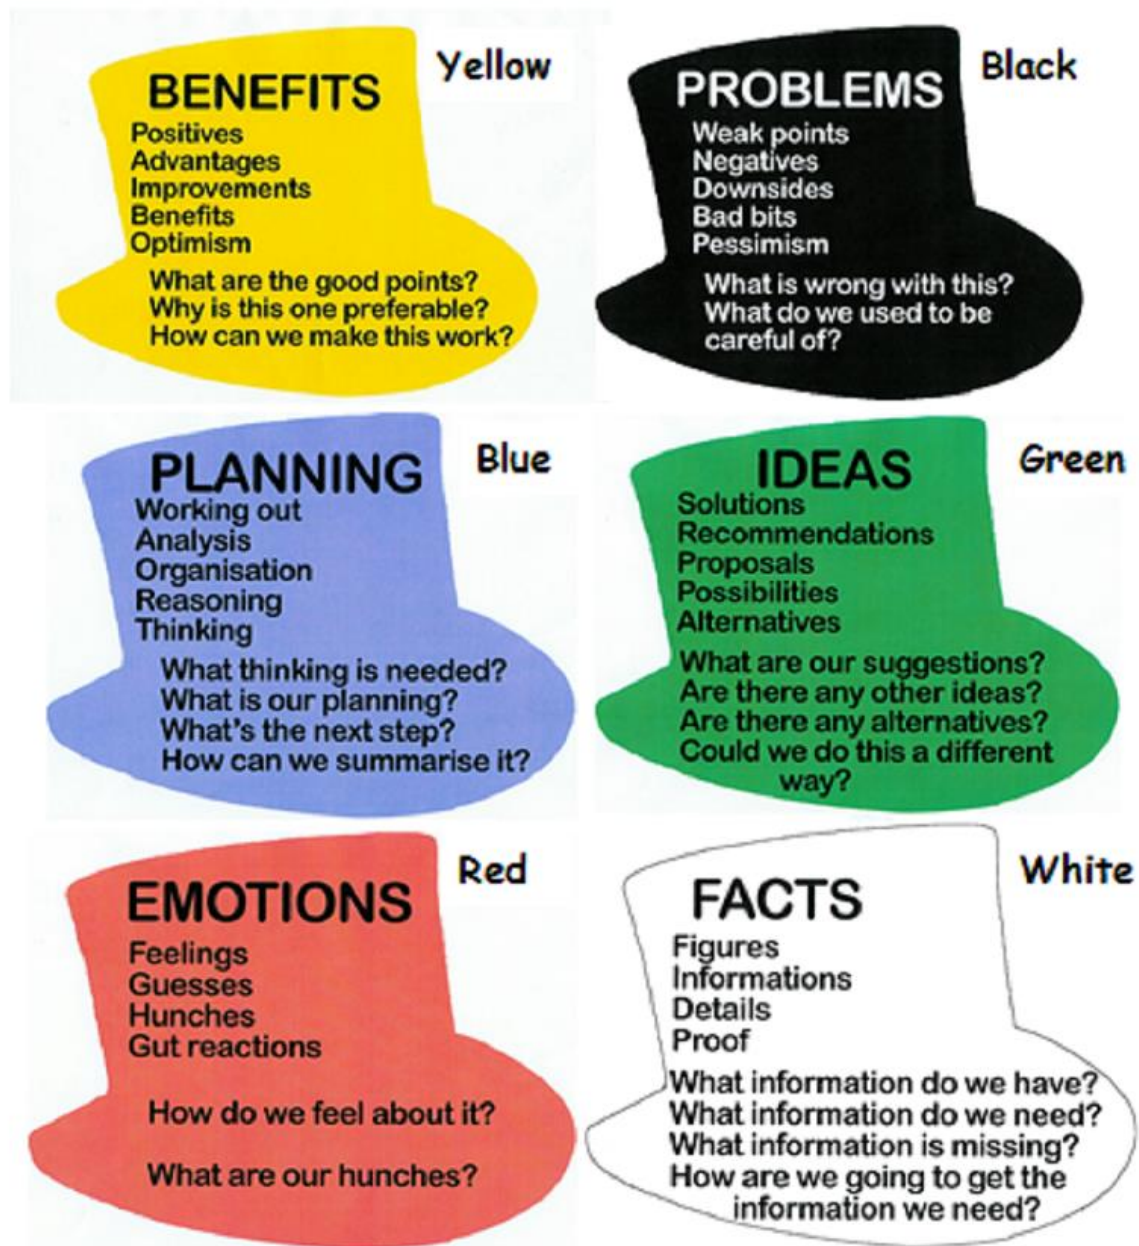 Yellow
BENEFITS
Positives
Advantages
Improvements
Benefits
Optimism
What are the good points?
Why is this one preferable?
How can we make this work?
Black
PROBLEMS
Weak points
Negatives
Downsides
Bad bits
Pessimism
What is wrong with this?
What do we used to be
careful of?
Blue
PLANNING
Working out
Analysis
Organisation
Reasoning
Thinking
What thinking is needed?
What is our planning?
What's the next step?
How can we summarise it?
Green
IDEAS
Solutions
Recommendations
Proposals
Possibilities
Alternatives
What are our suggestions?
Are there any other ideas?
Are there any alternatives?
Could we do this a different
way?
Red
EMOTIONS
Feelings
Guesses
Hunches
Gut reactions
How do we feel about it?
What are our hunches?
White
FACTS
Figures
Informations
Details
Proof
What information do we have?
What information do we need?
What information is missing?
How are we going to get the
information we need?